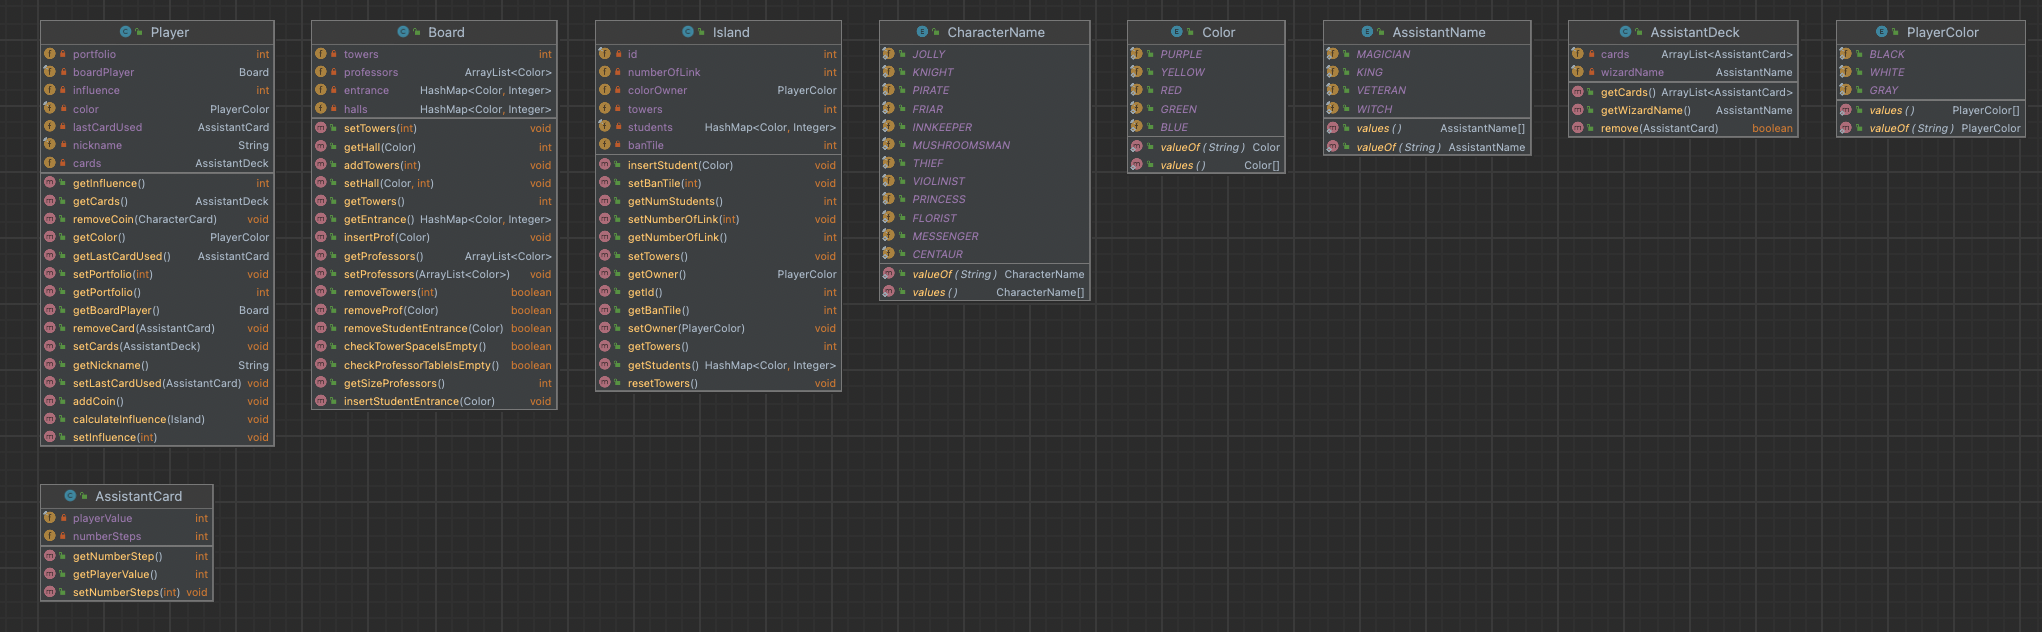 Player
portfolio int
boardPlayer Board
influence int
color PlayerColor
lastCardUsed AssistantCard
nickname String
cards AssistantDeck
getInfluence() int
getCards() AssistantDeck
removeCoin(CharacterCard) void
getColor() PlayerColor
getLastCardUsed() AssistantCard
setPortfolio(int) void
getPortfolio() int
getBoardPlayer() Board
removeCard(AssistantCard) void
setCards(AssistantDeck) void
getNickname() String
setLastCardUsed(AssistantCard) void
addCoin() void
calculateInfluence(Island) void
setInfluence(int) void
Board
towers int
professors ArrayList<Color>
entrance HashMap<Color, Integer>
halls HashMap<Color, Integer>
setTowers(int) void
getHall(Color) int
addTowers(int) void
setHall(Color, int) void
getTowers() int
getEntrance() HashMap<Color, Integer>
insertProf(Color) void
getProfessors() ArrayList<Color>
setProfessors(ArrayList<Color>) void
removeTowers(int) boolean
removeProf(Color) boolean
removeStudentEntrance(Color) boolean
checkTowerSpaceIsEmpty() boolean
checkProfessorTableIsEmpty() boolean
getSizeProfessors() int
insertStudentEntrance(Color) void
Island
id int
numberOfLink int
colorOwner PlayerColor
towers int
students HashMap<Color, Integer>
banTile int
insertStudent(Color) void
setBanTile(int) void
getNumStudents() int
setNumberOfLink(int) void
getNumberOfLink() int
setTowers() void
getOwner() PlayerColor
getId() int
getBanTile() int
setOwner(PlayerColor) void
getTowers() int
getStudents() HashMap<Color, Integer>
resetTowers() void
CharacterName
JOLLY
KNIGHT
PIRATE
FRIAR
INNKEEPER
MUSHROOMSMAN
THIEF
VIOLINIST
PRINCESS
FLORIST
MESSENGER
CENTAUR
valueOf(String) CharacterName
values() CharacterName[]
Color
PURPLE
YELLOW
RED
GREEN
BLUE
valueOf(String) Color
values() Color[]
AssistantName
MAGICIAN
KING
VETERAN
WITCH
values() AssistantName[]
valueOf(String) AssistantName
AssistantDeck
cards ArrayList<AssistantCard>
wizardName AssistantName
getCards() ArrayList<AssistantCard>
getWizardName() AssistantName
remove(AssistantCard) boolean
PlayerColor
BLACK
WHITE
GRAY
values() PlayerColor[]
valueOf(String) PlayerColor
AssistantCard
playerValue int
numberSteps int
getNumberStep() int
getPlayerValue() int
setNumberSteps(int) void